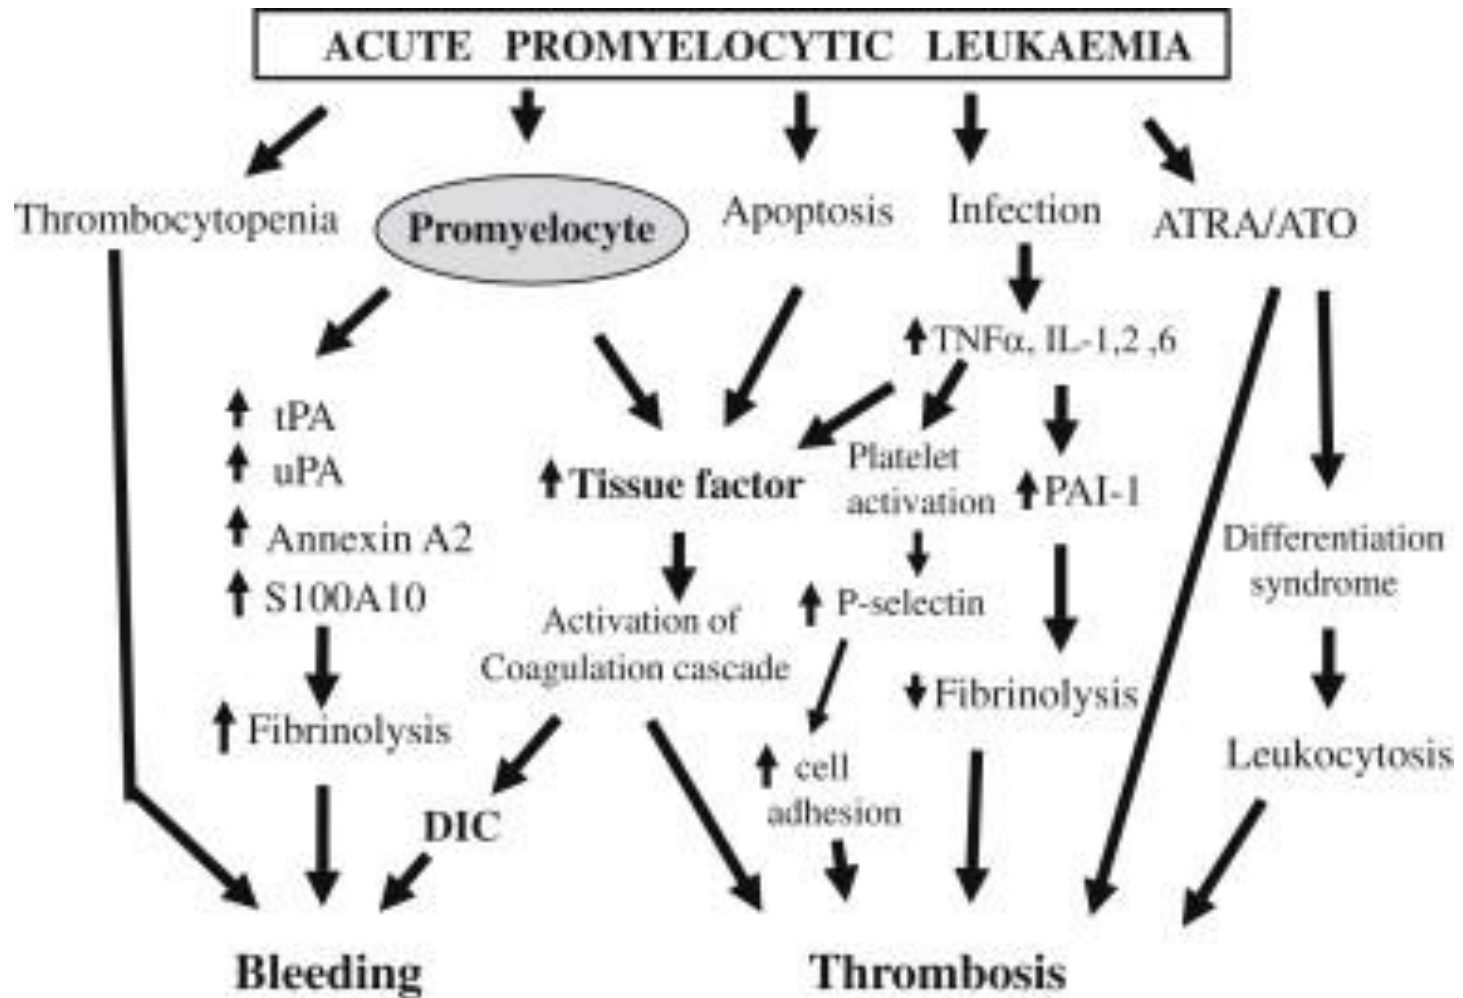 ACUTE PROMYELOCYTIC LEUKAEMIA
Thrombocytopenia
Promyelocyte
Apoptosis
Infection
ATRA/ATO
TNFα, IL-1,2 ,6
tPA
uPA
Annexin A2
S100A10
Tissue factor
Platelet
activation
PAI-1
Differentiation
syndrome
Activation of
Coagulation cascade
P-selectin
Fibrinolysis
Fibrinolysis
Leukocytosis
cell
adhesion
DIC
Bleeding
Thrombosis